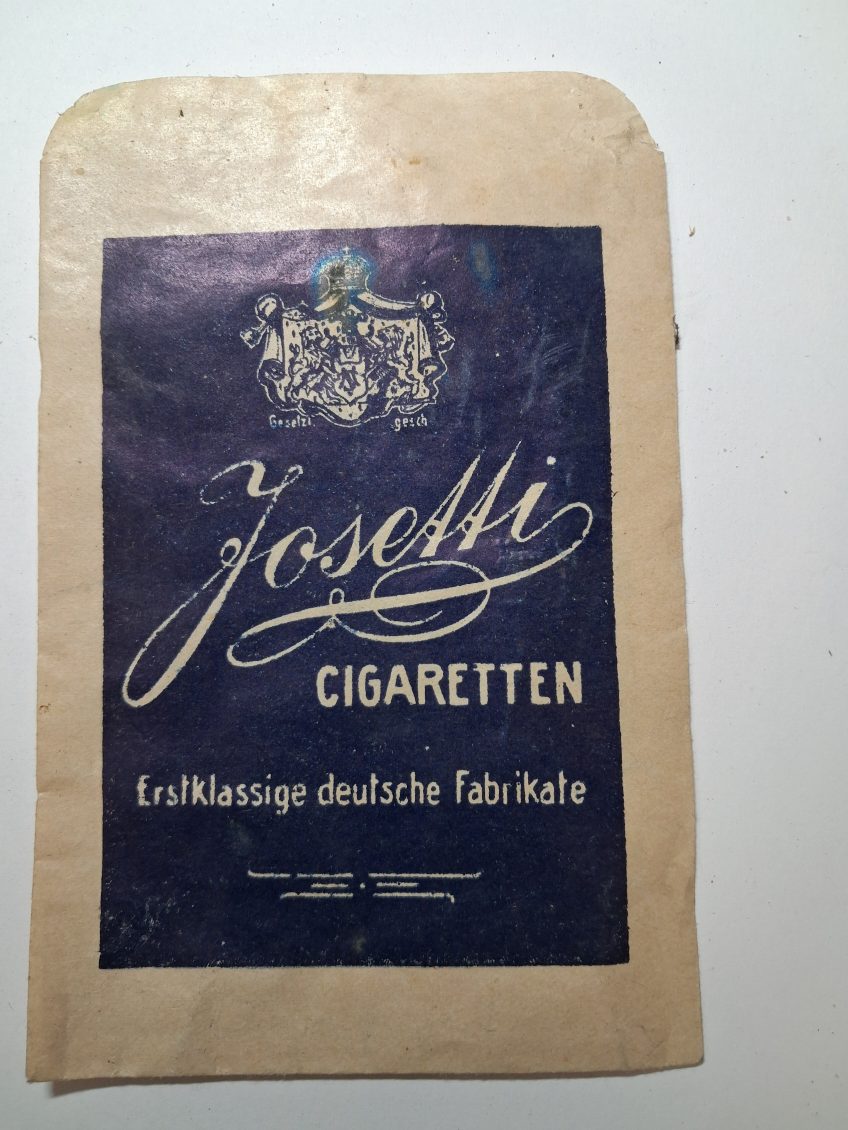 Gesetzl gesch
Josetti
CIGARETTEN
Erstklassige deutsche Fabrikate